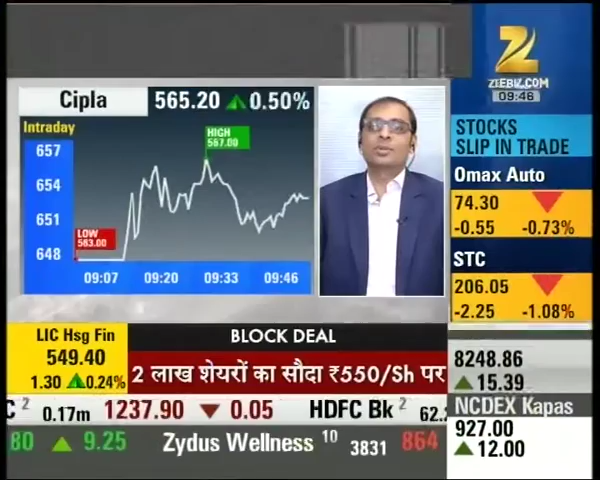 ZEEBIZ.COM
09:46
Cipla
565.20 0.50%
Intraday
657
654
651
648
HIGH
567.00
LOW
563.00
09:07 09:20 09:33 09:46
STOCKS
SLIP IN TRADE
Omax Auto
74.30
-0.55 -0.73%
STC
206.05
-2.25 -1.08%
LIC Hsg Fin
549.40
1.30 0.24%
BLOCK DEAL
2 लाख शेयरों का सौदा ₹550/Sh पर
8248.86
15.39
NCDEX Kapas
927.00
12.00
C 2 0.17m 1237.90 0.05 HDFC Bk 2 62.2
80 9.25 Zydus Wellness 10 3831 864